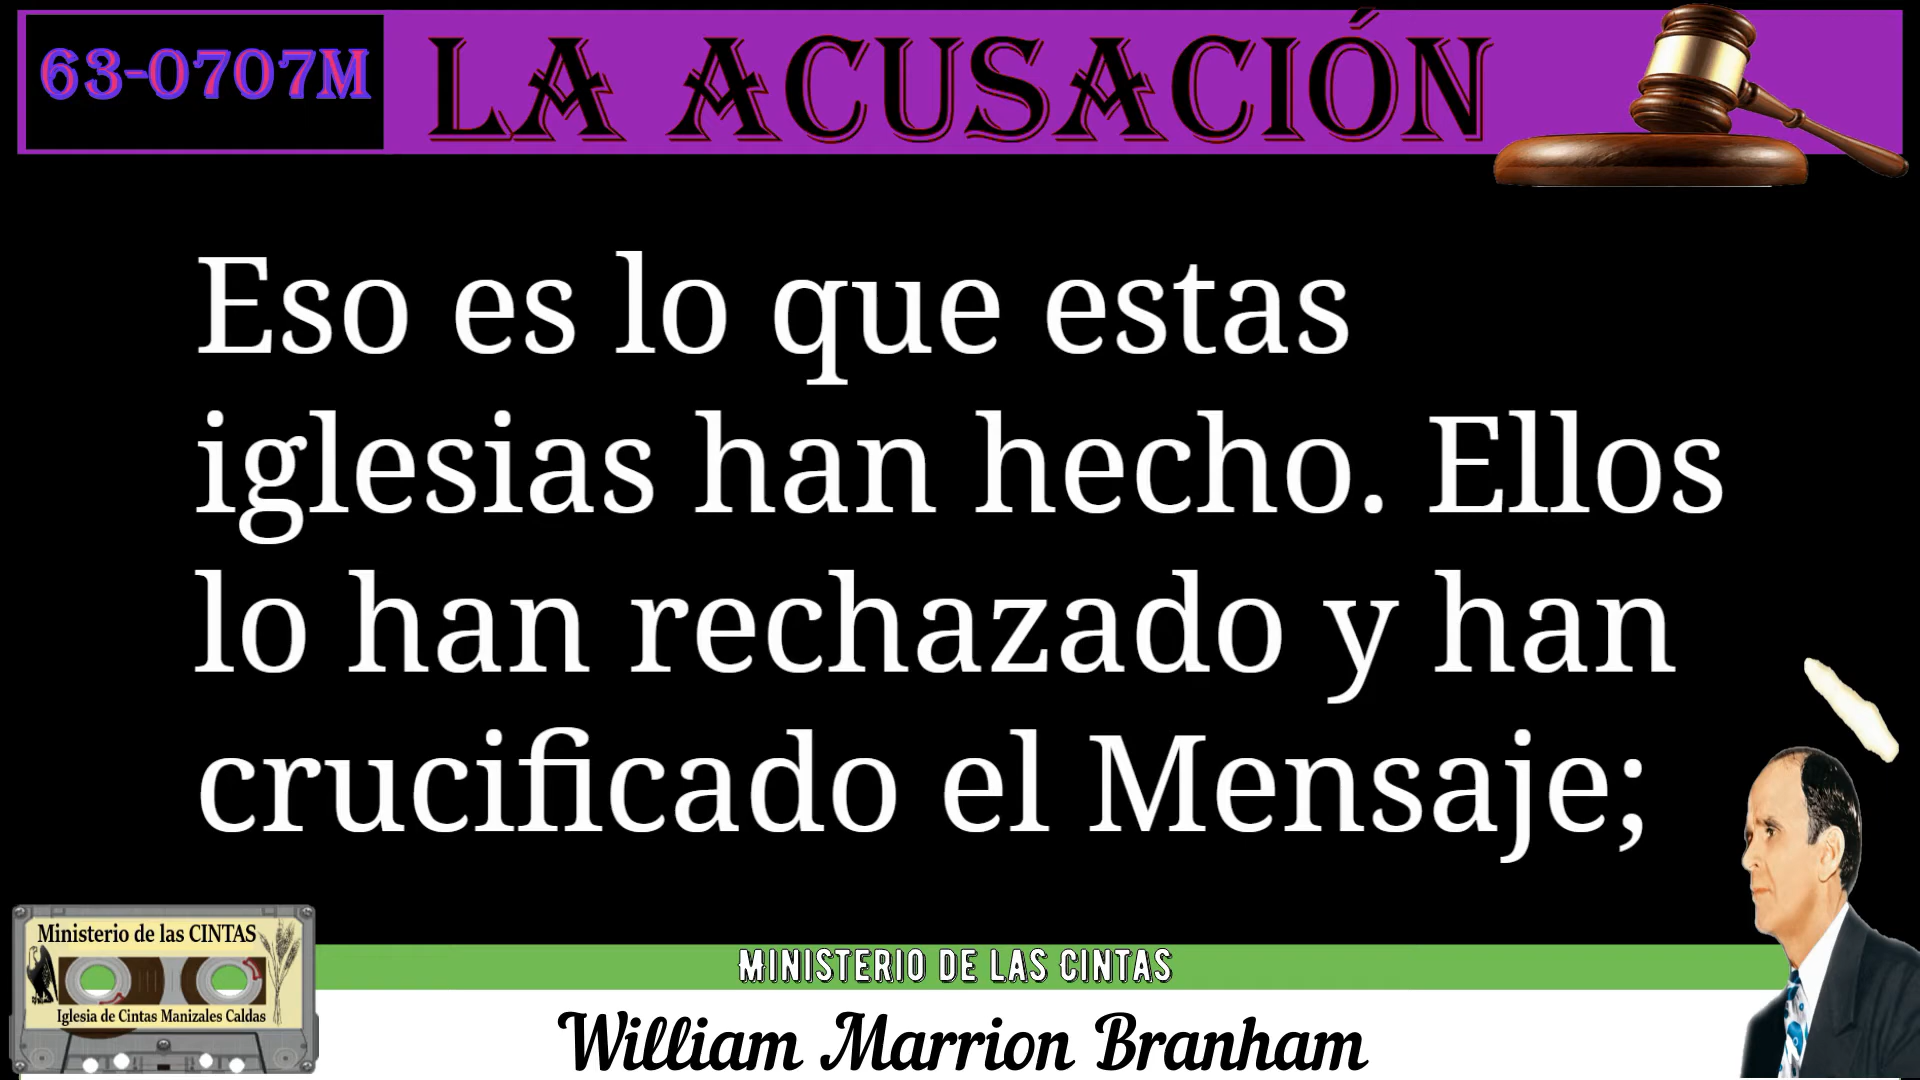 63-0707M
LA ACUSACIÓN
Eso es lo que estas
iglesias han hecho. Ellos
lo han rechazado y han
crucificado el Mensaje;
Ministerio de las CINTAS
Iglesia de Cintas Manizales Caldas
MINISTERIO DE LAS CINTAS
William Marrion Branham